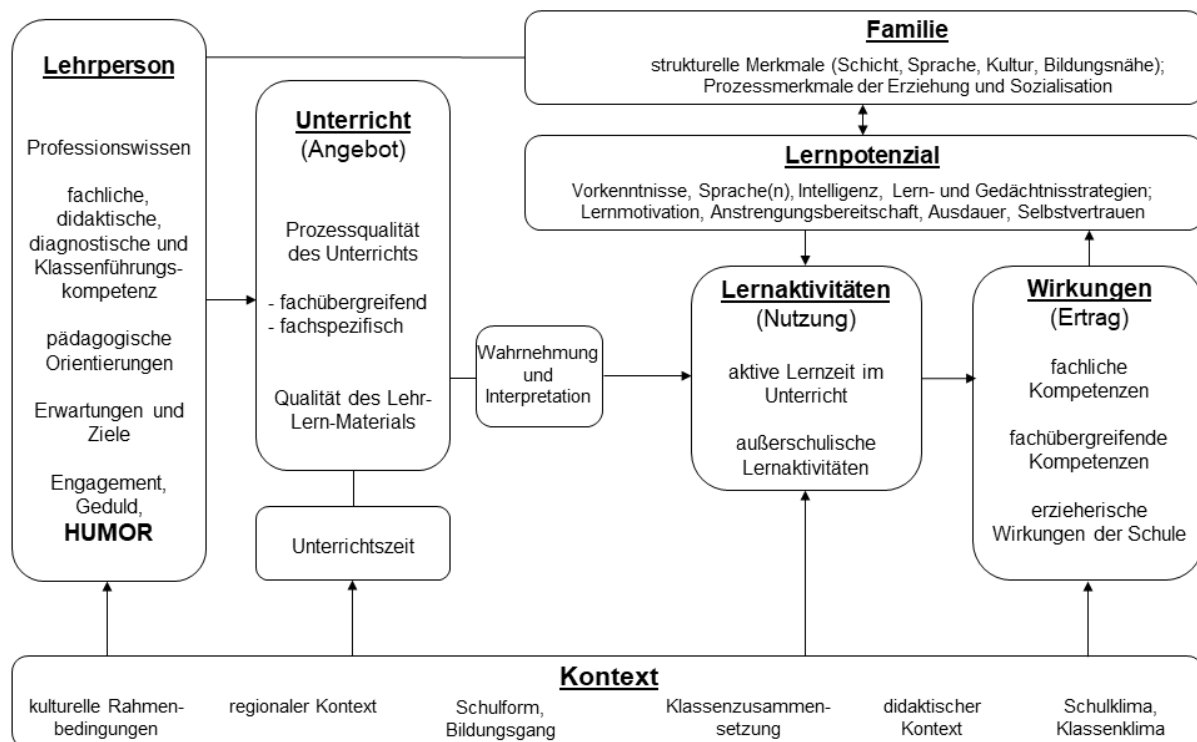 Lehrperson
Professionswissen
fachliche,
didaktische,
diagnostische und
Klassenführungs-
kompetenz
pädagogische
Orientierungen
Erwartungen und
Ziele
Engagement,
Geduld,
HUMOR
Unterricht
(Angebot)
Prozessqualität
des Unterrichts
- fachübergreifend
- fachspezifisch
Qualität des Lehr-
Lern-Materials
Unterrichtszeit
Wahrnehmung
und
Interpretation
Familie
strukturelle Merkmale (Schicht, Sprache, Kultur, Bildungsnähe);
Prozessmerkmale der Erziehung und Sozialisation
Lernpotenzial
Vorkenntnisse, Sprache(n), Intelligenz, Lern- und Gedächtnisstrategien;
Lernmotivation, Anstrengungsbereitschaft, Ausdauer, Selbstvertrauen
Lernaktivitäten
(Nutzung)
aktive Lernzeit im
Unterricht
außerschulische
Lernaktivitäten
Wirkungen
(Ertrag)
fachliche
Kompetenzen
fachübergreifende
Kompetenzen
erzieherische
Wirkungen der Schule
Kontext
kulturelle Rahmen-
bedingungen
regionaler Kontext
Schulform,
Bildungsgang
Klassenzusammen-
setzung
didaktischer
Kontext
Schulklima,
Klassenklima